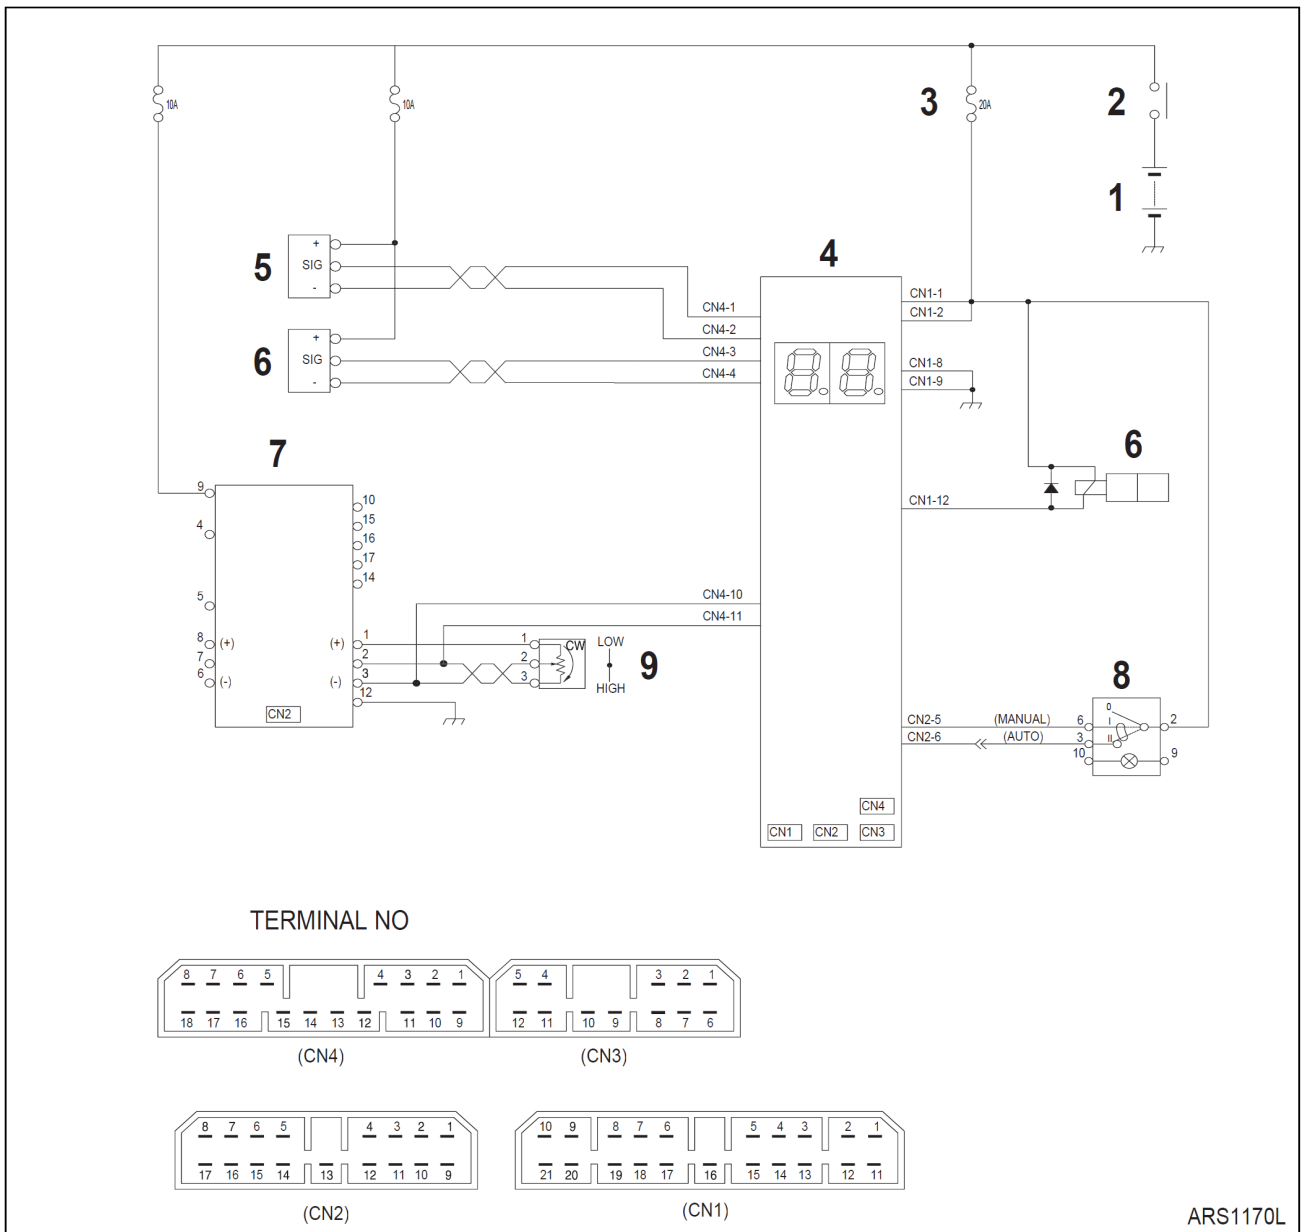 10A
10A
3
20A
2
1
5
+
SIG
-
4
CN4-1
CN4-2
CN4-3
CN4-4
CN1-1
CN1-2
CN1-8
CN1-9
6
+
SIG
-
7
9
4
5
8 (+)
7
6 (-)
10
15
16
17
14
(+) 1
2
(-) 3
12
CN2
CN4-10
CN4-11
1
2
3
CW
LOW
HIGH
9
6
CN1-12
8
CN2-5 (MANUAL) 6
CN2-6 (AUTO) 3
10
0
I
II
2
9
CN4
CN1 CN2 CN3
TERMINAL NO
8 7 6 5 4 3 2 1
18 17 16 15 14 13 12 11 10 9
(CN4)
5 4 3 2 1
12 11 10 9 8 7 6
(CN3)
8 7 6 5 4 3 2 1
17 16 15 14 13 12 11 10 9
(CN2)
10 9 8 7 6 5 4 3 2 1
21 20 19 18 17 16 15 14 13 12 11
(CN1)
ARS1170L